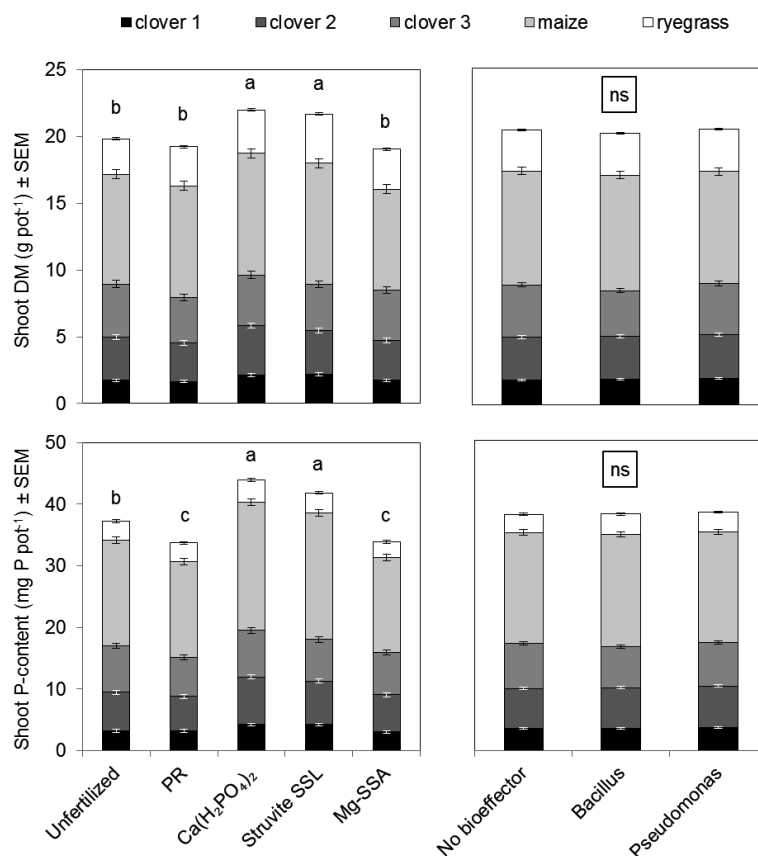 clover 1 clover 2 clover 3 maize ryegrass
Shoot DM (g pot⁻¹) ± SEM
25
20
15
10
5
0
b b a a b
ns
Shoot P-content (mg P pot⁻¹) ± SEM
50
40
30
20
10
0
b c a a c
ns
Unfertilized
PR
Ca(H₂PO₄)₂
Struvite SSL
Mg-SSA
No bioeffector
Bacillus
Pseudomonas